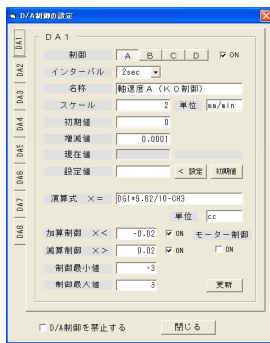 D/A制御の設定
DA1
DA2
DA3
DA4
DA5
DA6
DA7
DA8
DA1
制御 A B C D ON
インターバル 2sec
名称 軸速度A(KO制御)
スケール 2 単位 mm/min
初期値 0
増減値 0.0001
現在値
設定値 < 設定 初期値
演算式 X= DG1*9.62/10-CH3
単位 cc
加算制御 X< -0.02 ON モーター制御
減算制御 X> 0.02 ON ON
制御最小値 -3
制御最大値 3 更新
D/A制御を禁止する 閉じる